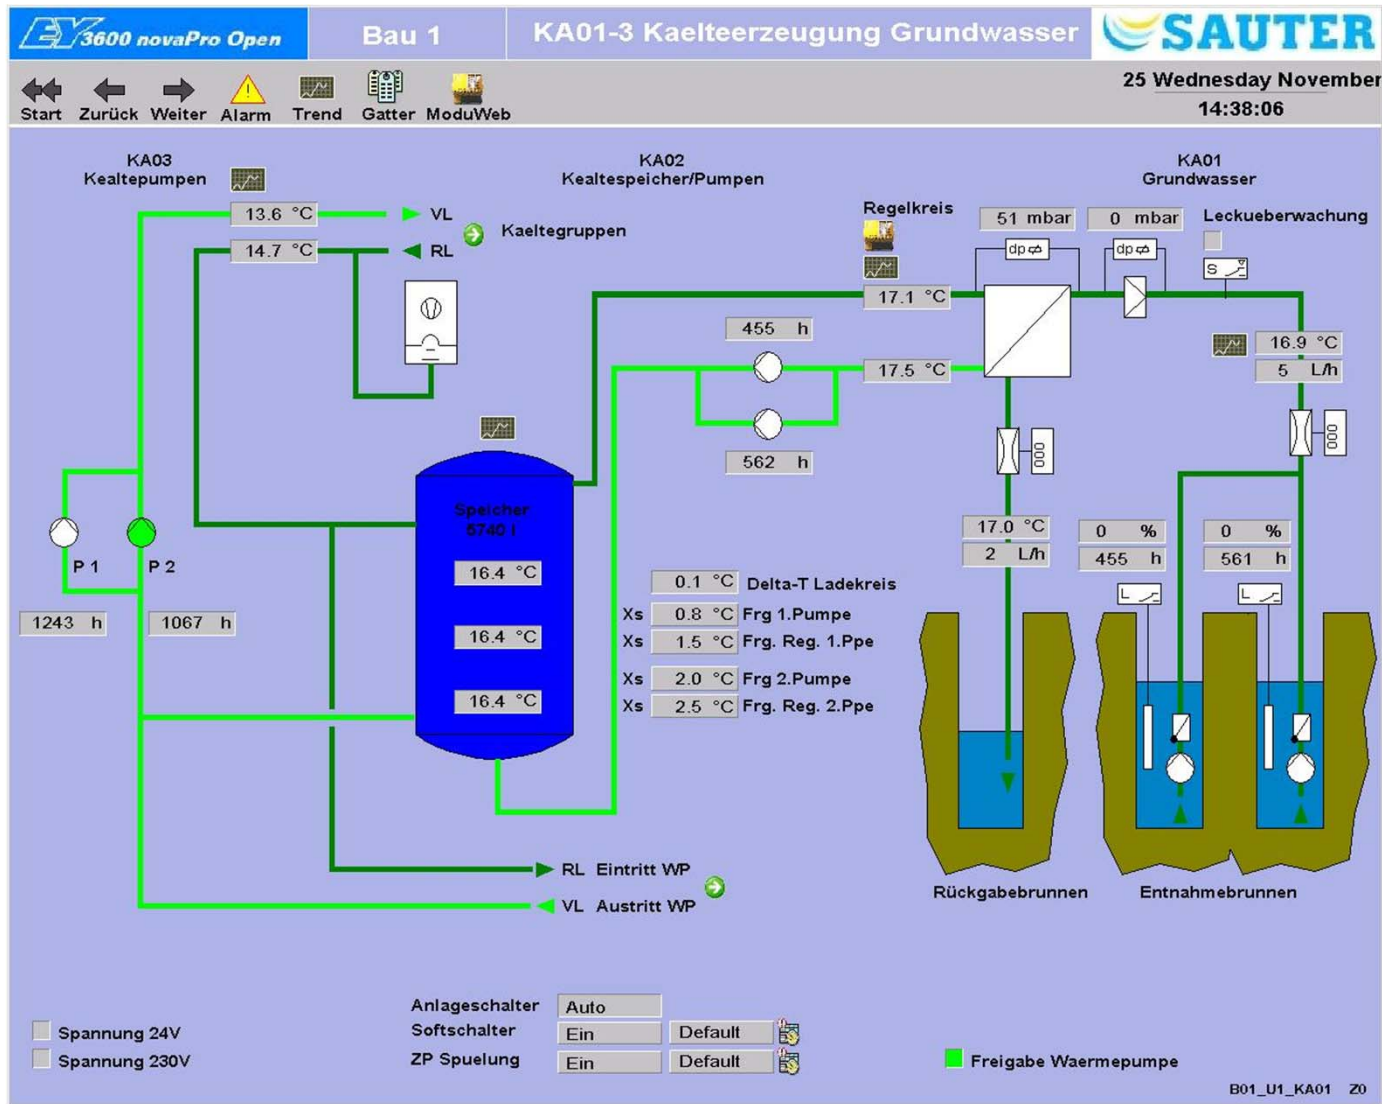 EY 3600 novaPro Open
Bau 1
KA01-3 Kaelteerzeugung Grundwasser
SAUTER
Start Zurück Weiter Alarm Trend Gatter ModuWeb
25 Wednesday November
14:38:06
KA03
Kealtepumpen
KA02
Kealtespeicher/Pumpen
KA01
Grundwasser
13.6 °C
VL
14.7 °C
RL
Kaeltegruppen
Regelkreis
51 mbar
0 mbar
Leckueberwachung
dp
dp
S
17.1 °C
455 h
17.5 °C
562 h
16.9 °C
5 L/h
000
000
Speicher
5740 l
16.4 °C
16.4 °C
16.4 °C
P 1
P 2
1243 h
1067 h
0.1 °C Delta-T Ladekreis
Xs 0.8 °C Frg 1.Pumpe
Xs 1.5 °C Frg. Reg. 1.Ppe
Xs 2.0 °C Frg 2.Pumpe
Xs 2.5 °C Frg. Reg. 2.Ppe
17.0 °C
2 L/h
0 %
455 h
0 %
561 h
L
L
Rückgabebrunnen
Entnahmebrunnen
RL Eintritt WP
VL Austritt WP
Anlageschalter Auto
Softschalter Ein Default
ZP Spuelung Ein Default
Spannung 24V
Spannung 230V
Freigabe Waermepumpe
B01_U1_KA01 Z0